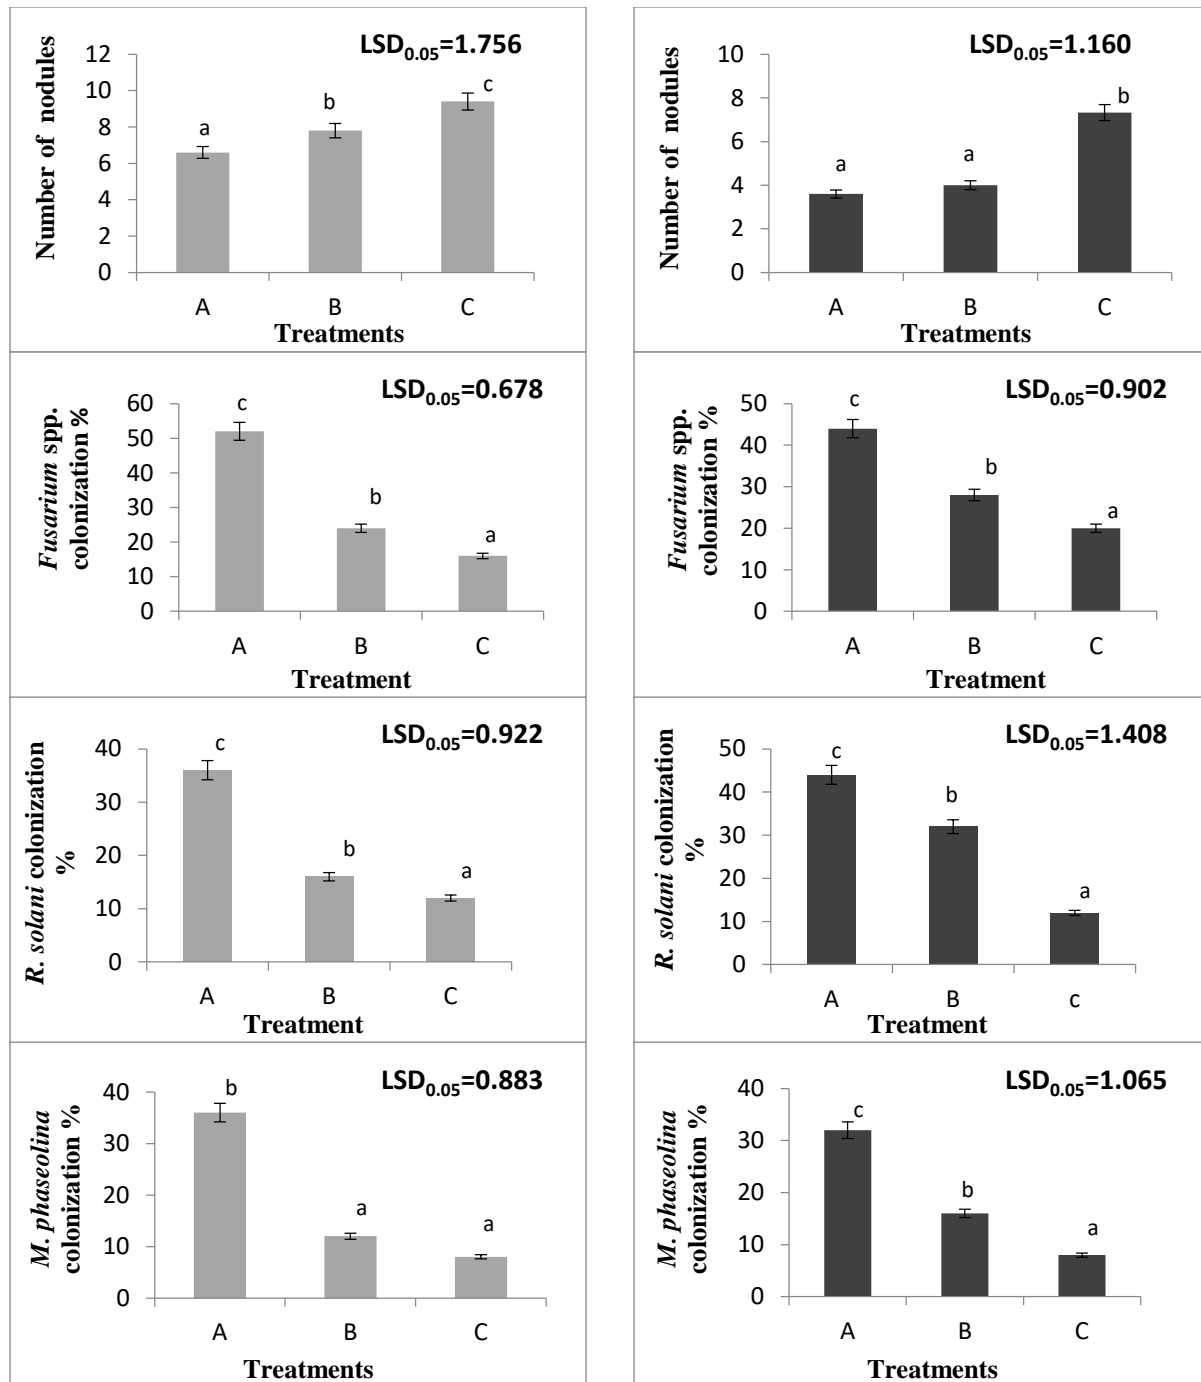 LSD0.05=1.756
Number of nodules
12
10
8
6
4
2
0
a
b
c
A B C
Treatments
LSD0.05=1.160
Number of nodules
10
8
6
4
2
0
a
a
b
A B C
Treatments
LSD0.05=0.678
Fusarium spp.
colonization %
60
50
40
30
20
10
0
c
b
a
A B C
Treatment
LSD0.05=0.902
Fusarium spp.
colonization %
50
40
30
20
10
0
c
b
a
A B C
Treatment
LSD0.05=0.922
R. solani colonization
%
40
30
20
10
0
c
b
a
A B C
Treatment
LSD0.05=1.408
R. solani colonization
%
50
40
30
20
10
0
c
b
a
A B c
Treatment
LSD0.05=0.883
M. phaseolina
colonization %
40
30
20
10
0
b
a
a
A B C
Treatments
LSD0.05=1.065
M. phaseolina
colonization %
40
30
20
10
0
c
b
a
A B C
Treatments